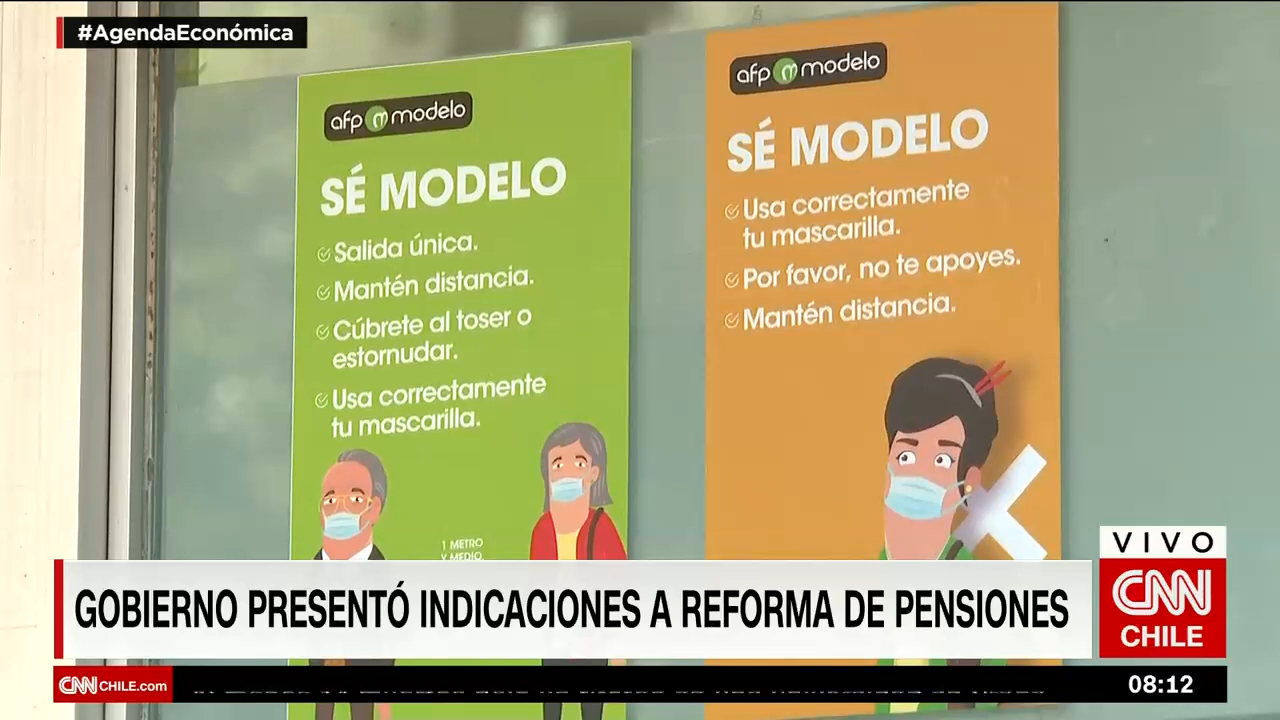 #AgendaEconómica
afp modelo
SÉ MODELO
Salida única.
Mantén distancia.
Cúbrete al toser o
estornudar.
Usa correctamente
tu mascarilla.
1 METRO
Y MEDIO
afp modelo
SÉ MODELO
Usa correctamente
tu mascarilla.
Por favor, no te apoyes.
Mantén distancia.
GOBIERNO PRESENTÓ INDICACIONES A REFORMA DE PENSIONES
VIVO
CNN
CHILE
CNNCHILE.com
08:12